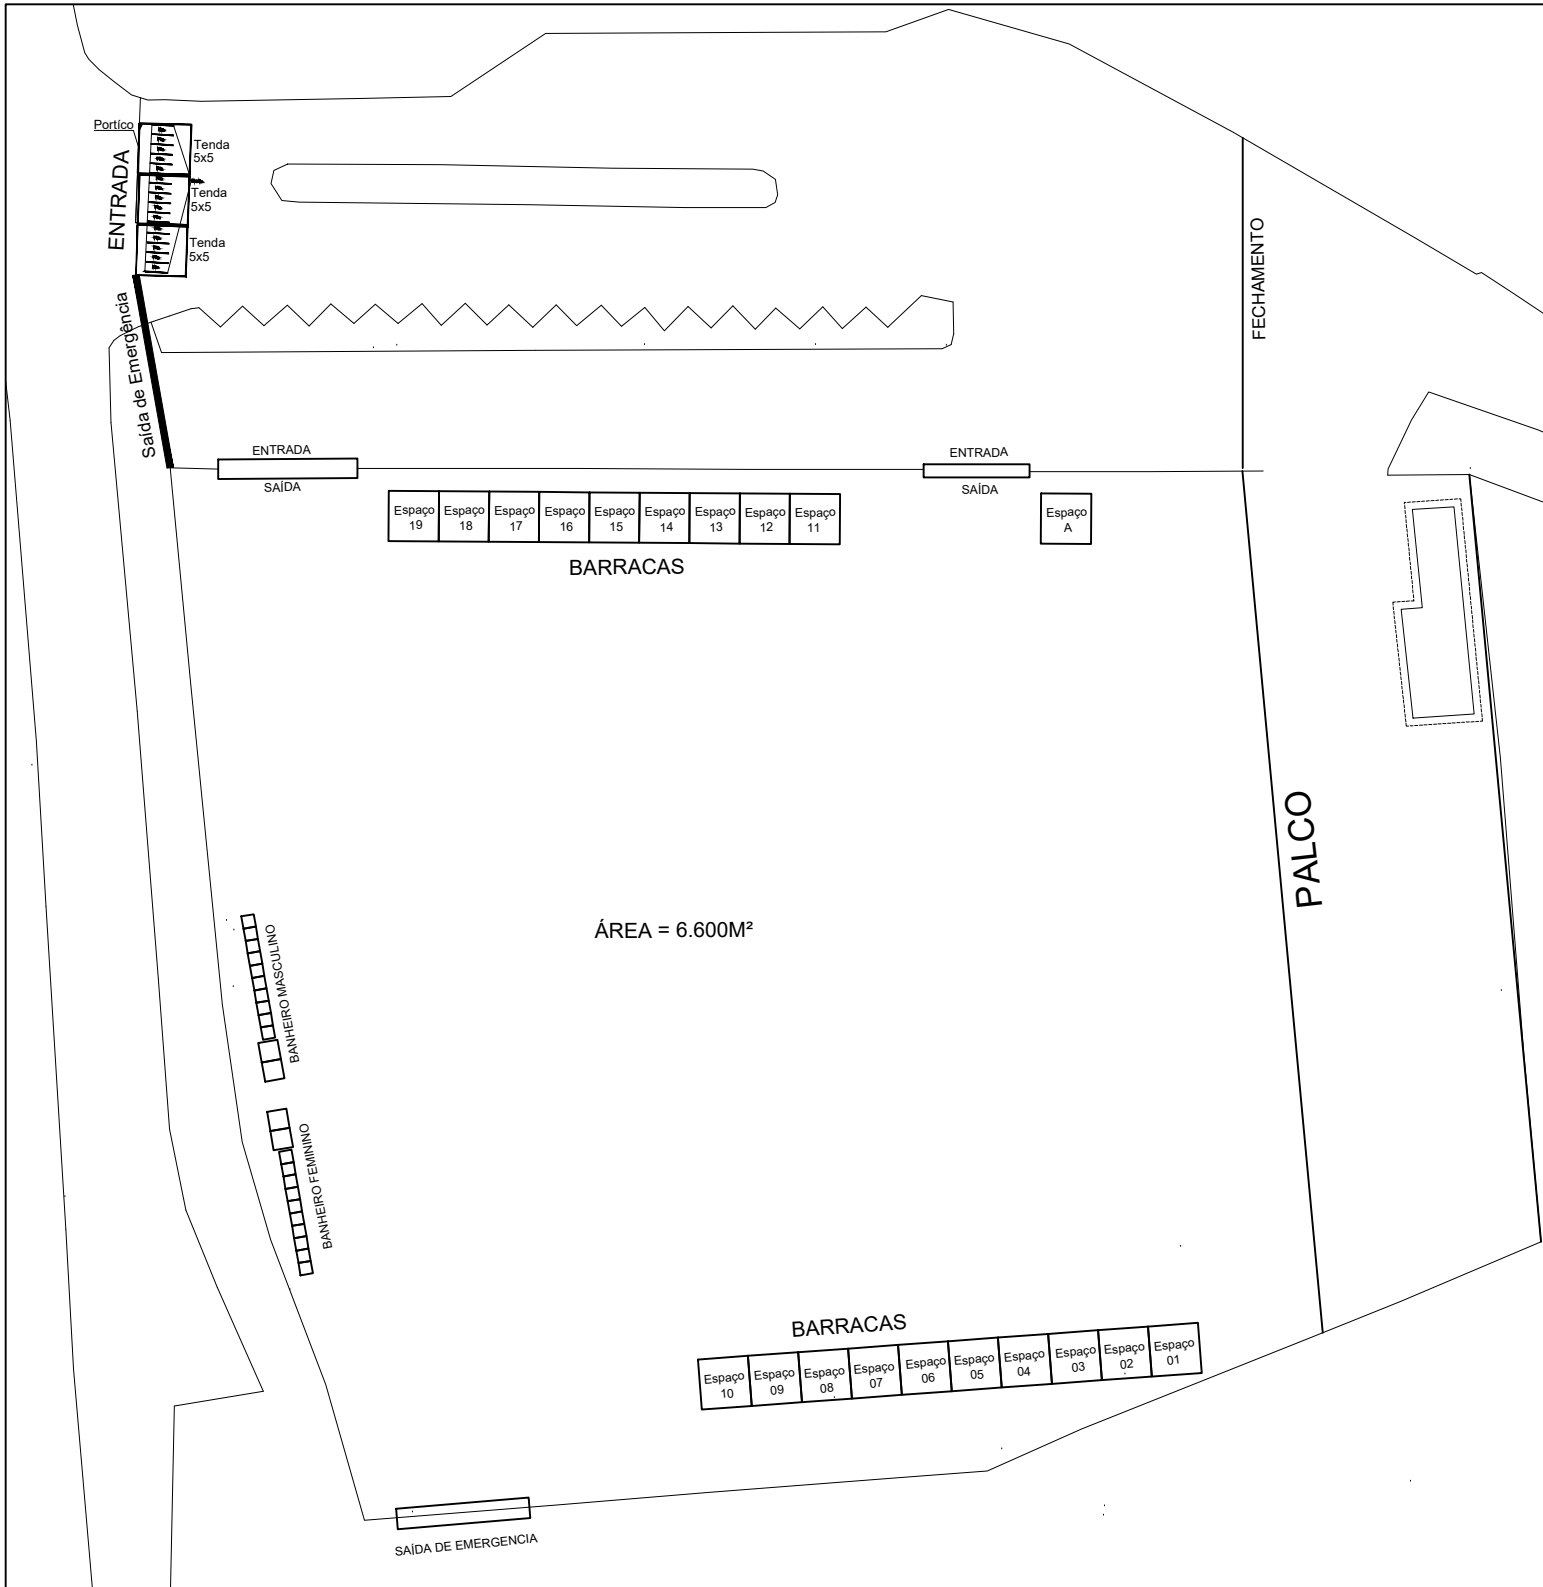 Portíco
ENTRADA
Tenda
5x5
Tenda
5x5
Tenda
5x5
Saída de Emergência
FECHAMENTO
ENTRADA
SAÍDA
ENTRADA
SAÍDA
Espaço
19
Espaço
18
Espaço
17
Espaço
16
Espaço
15
Espaço
14
Espaço
13
Espaço
12
Espaço
11
Espaço
A
BARRACAS
PALCO
ÁREA = 6.600M²
BANHEIRO MASCULINO
BANHEIRO FEMININO
BARRACAS
Espaço
10
Espaço
09
Espaço
08
Espaço
07
Espaço
06
Espaço
05
Espaço
04
Espaço
03
Espaço
02
Espaço
01
SAÍDA DE EMERGENCIA